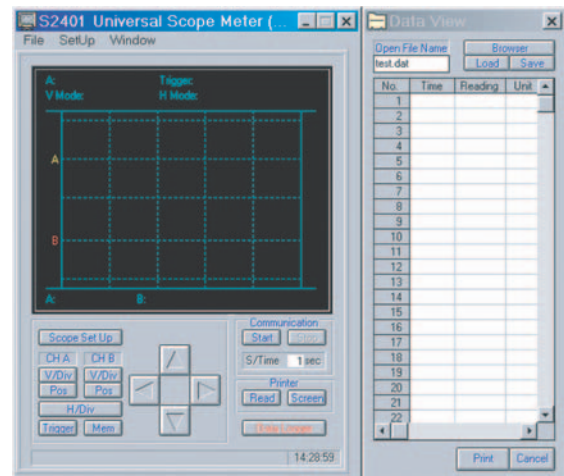 S2401 Universal Scope Meter (...
File SetUp Window
A: Trigger:
V Mode: H Mode:
A
B
A: B:
Scope Set Up
CH A CH B
V/Div V/Div
Pos Pos
H/Div
Trigger Mem
Communication
Start Stop
S/Time 1 sec
Printer
Read Screen
14:28:59
Data View
Open File Name Browser
test.dat Load Save
No. Time Reading Unit
1
2
3
4
5
6
7
8
9
10
11
12
13
14
15
16
17
18
19
20
21
22
Print Cancel